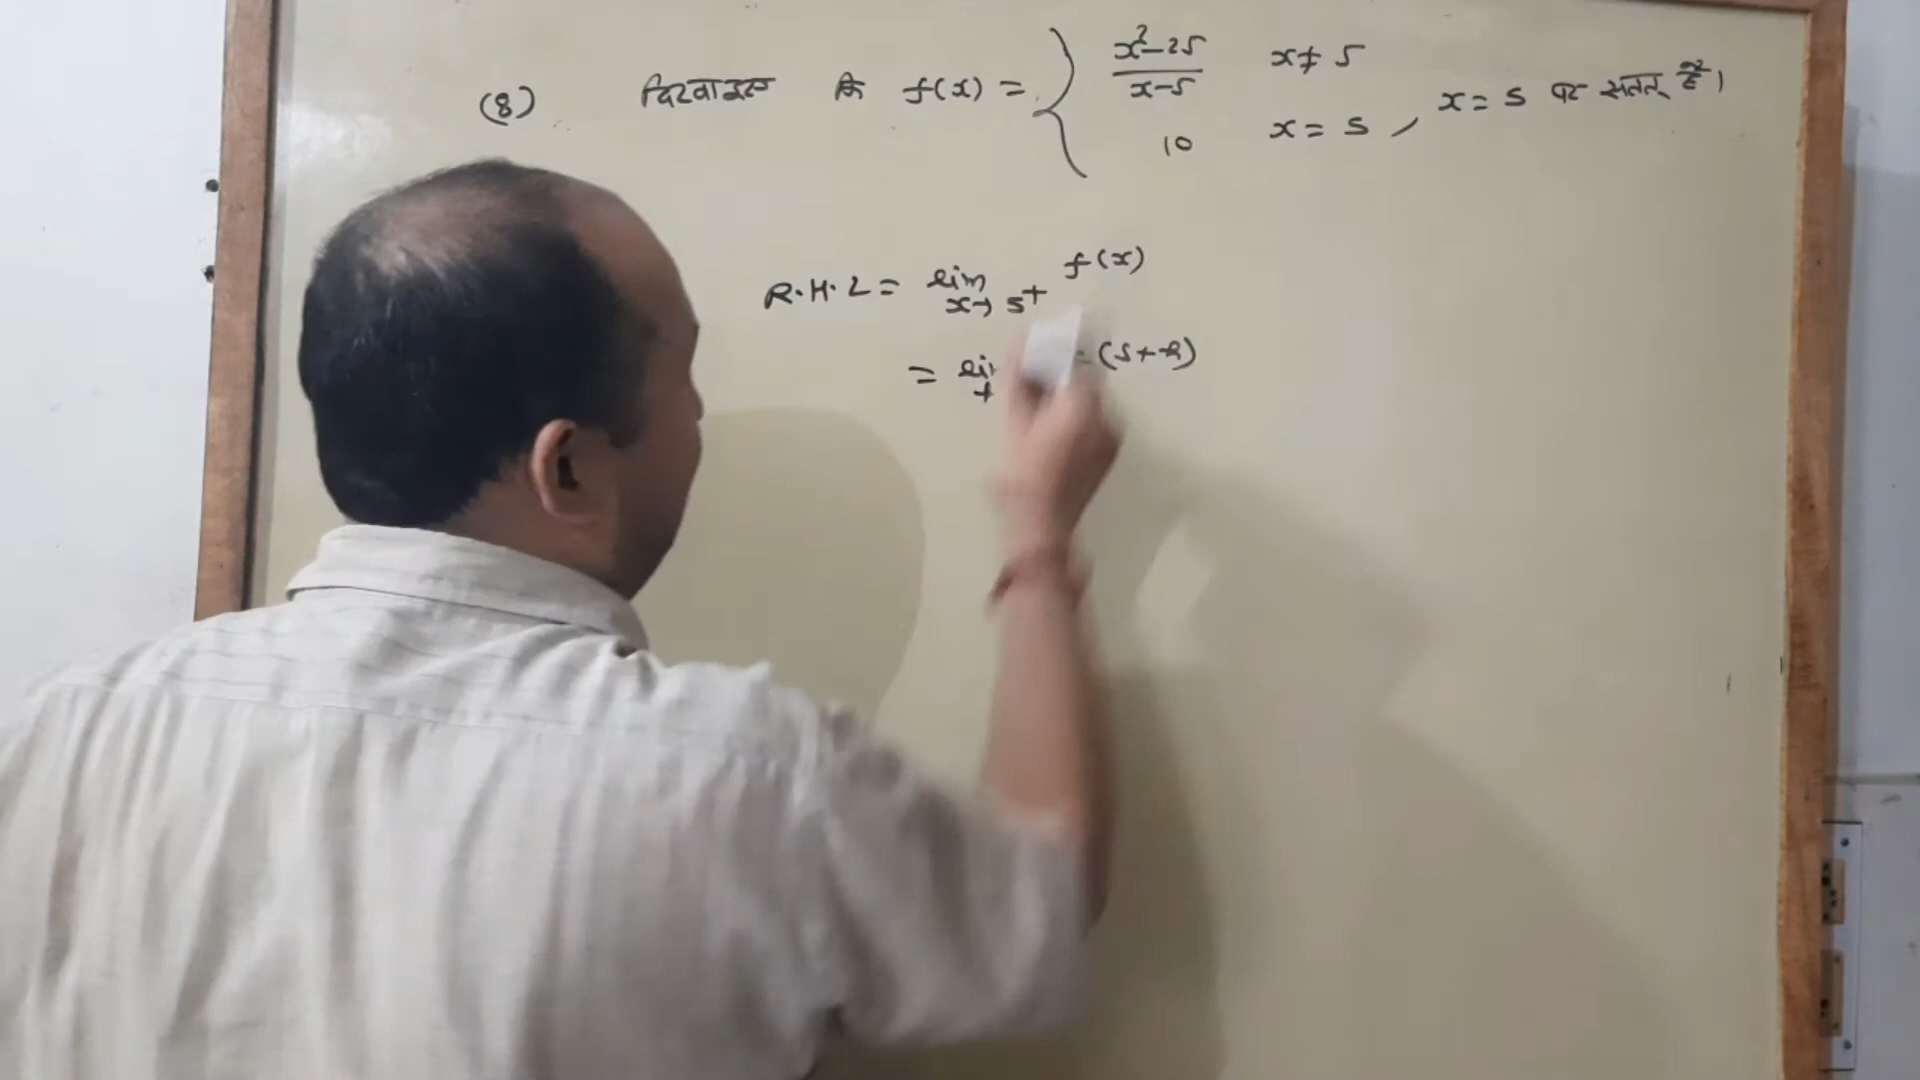 (8) दिखाइए कि f(x) = { x²-25 / x-5   x ≠ 5
10   x = 5 , x = 5 पर सतत् है।
R.H.L = lim x→5+ f(x)
= (5+h)